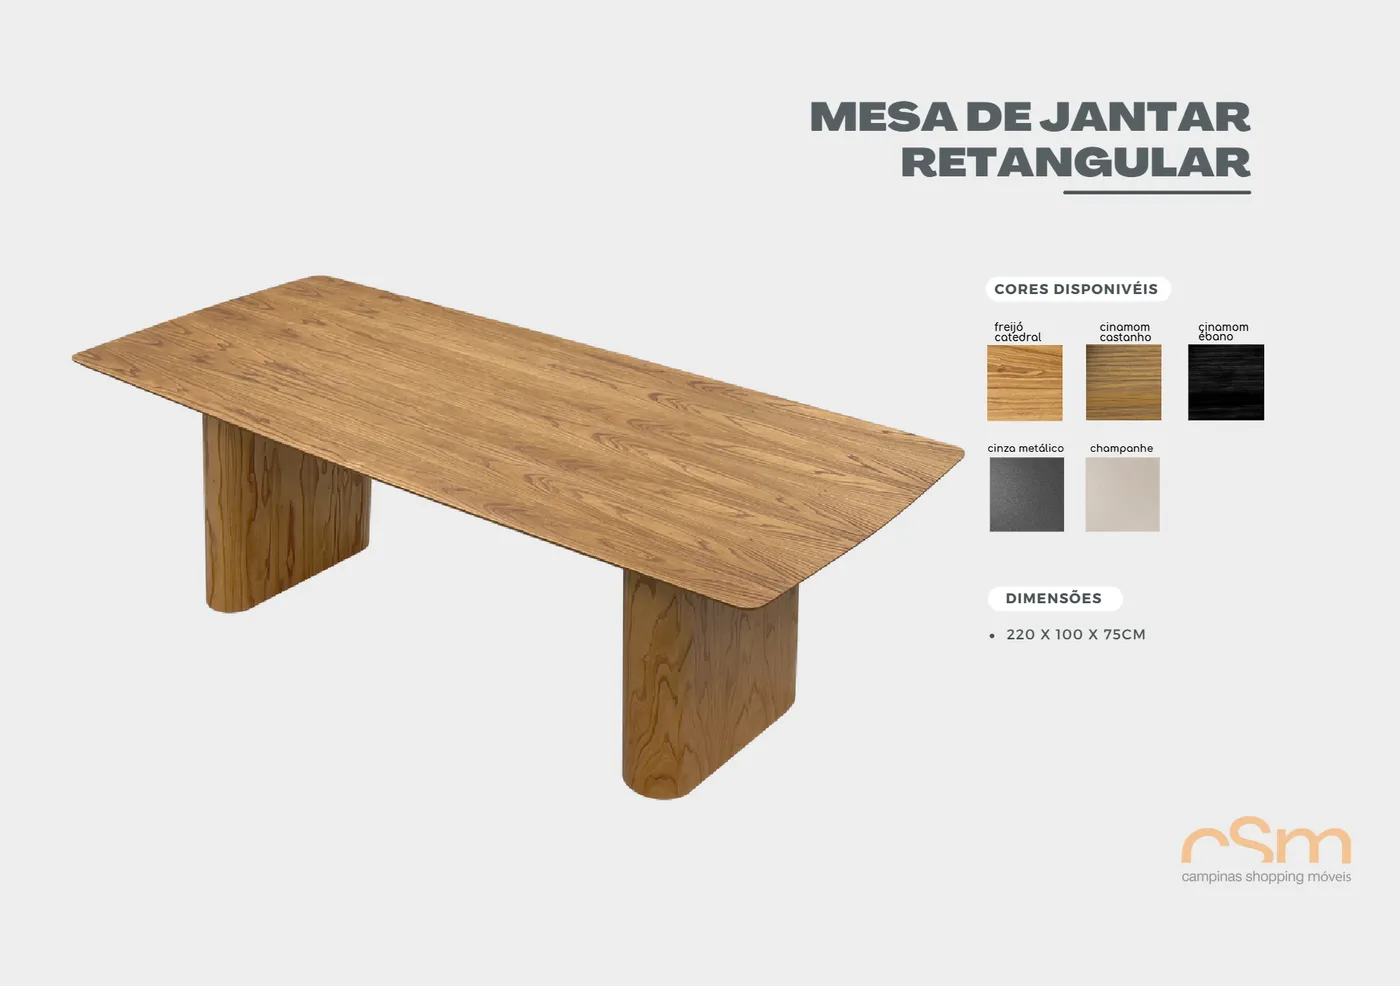 MESA DE JANTAR
RETANGULAR
CORES DISPONIVÉIS
freijó
catedral
cinamom
castanho
cinamom
ébano
cinza metálico
champanhe
DIMENSÕES
• 220 X 100 X 75CM
rsm
campinas shopping móveis